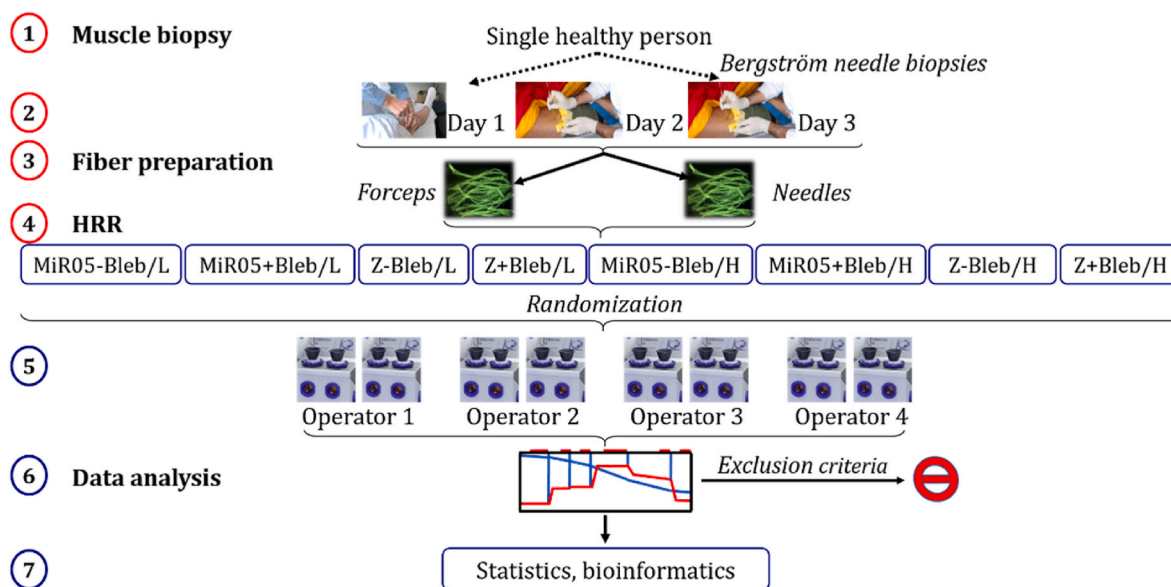 1 Muscle biopsy
Single healthy person
Bergström needle biopsies
2
Day 1 Day 2 Day 3
3 Fiber preparation
Forceps Needles
4 HRR
MiR05-Bleb/L MiR05+Bleb/L Z-Bleb/L Z+Bleb/L MiR05-Bleb/H MiR05+Bleb/H Z-Bleb/H Z+Bleb/H
Randomization
5
Operator 1 Operator 2 Operator 3 Operator 4
6 Data analysis
Exclusion criteria
7
Statistics, bioinformatics